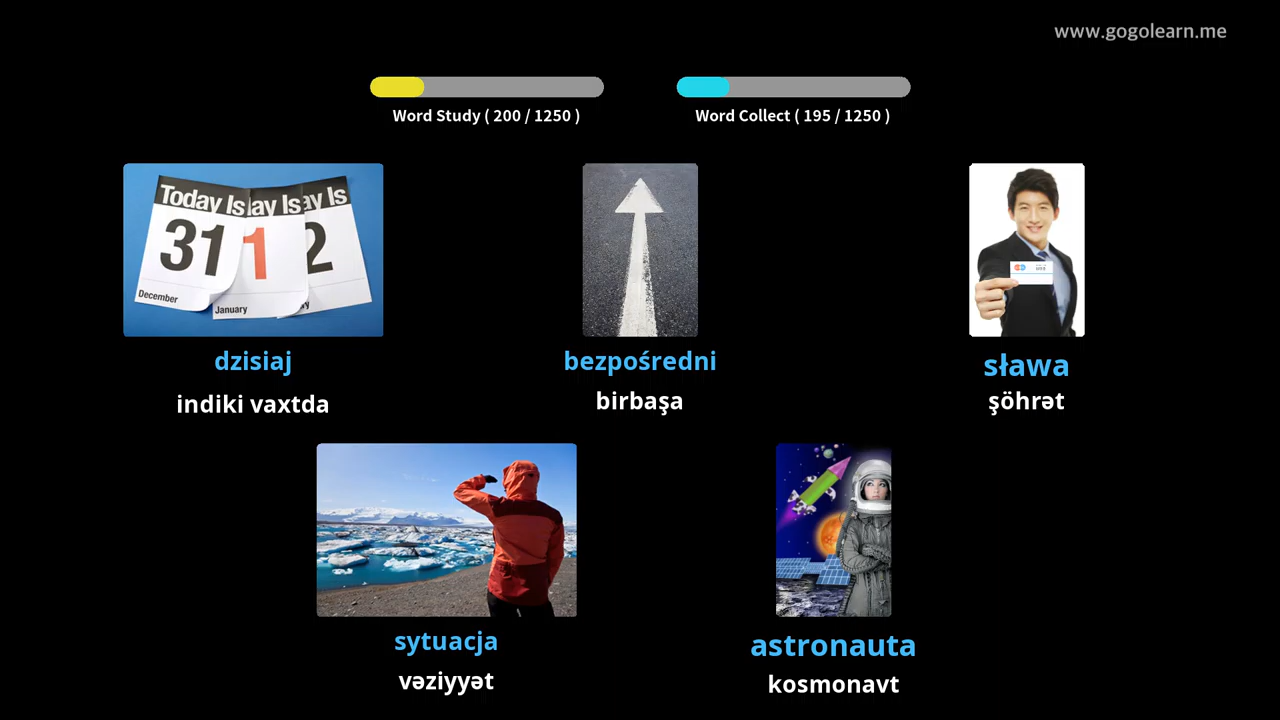 www.gogolearn.me
Word Study ( 200 / 1250 )
Word Collect ( 195 / 1250 )
Today Is
ay Is
ay Is
31
1
2
December
January
dzisiaj
indiki vaxtda
bezpośredni
birbaşa
sława
şöhrət
sytuacja
vəziyyət
astronauta
kosmonavt